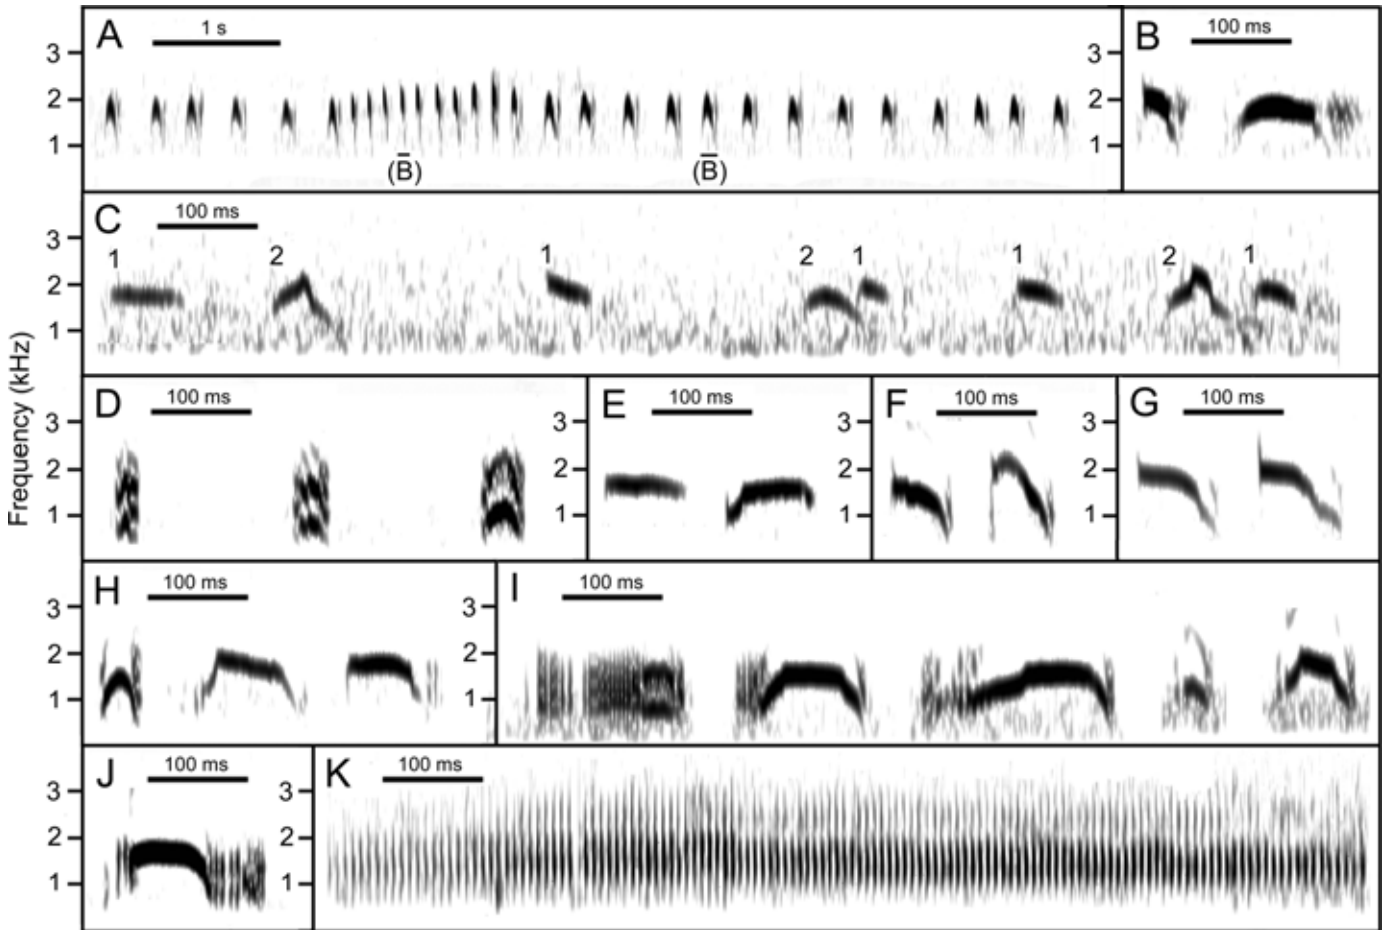 A 1 s B 100 ms
3 3
2 2
1 1
(B̅) (B̅)
C 100 ms
3
1 2 1 2 1 1 2 1
2
1
Frequency (kHz)
D 100 ms E 100 ms F 100 ms G 100 ms
3 3 3 3
2 2 2 2
1 1 1 1
H 100 ms I 100 ms
3 3
2 2
1 1
J 100 ms K 100 ms
3 3
2 2
1 1